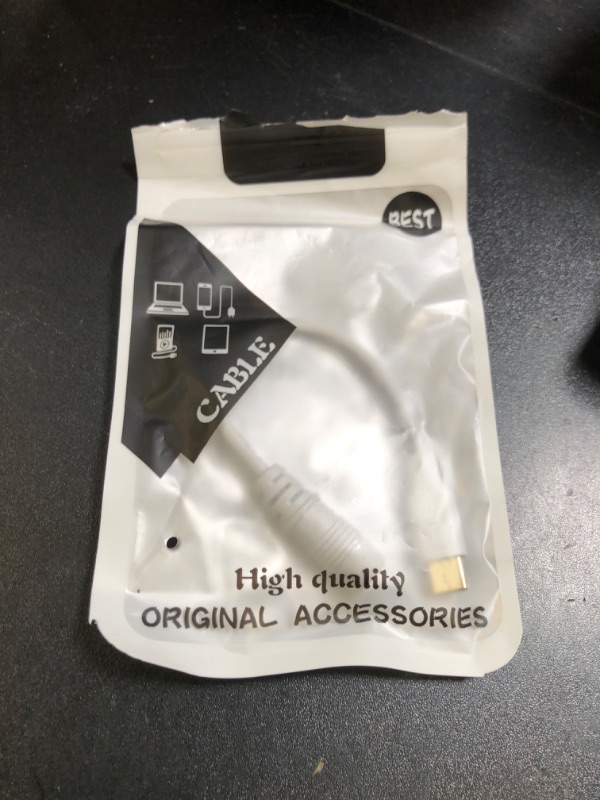 BEST
CABLE
High quality
ORIGINAL ACCESSORIES